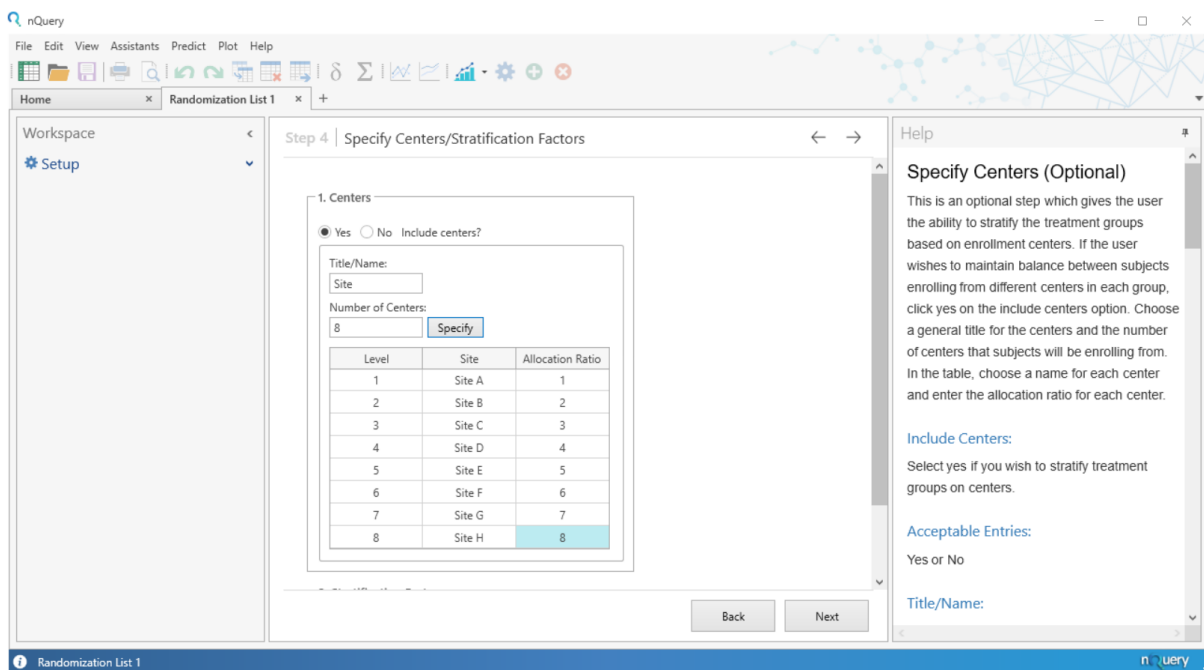 nQuery
File Edit View Assistants Predict Plot Help
δ Σ
Home × Randomization List 1 × +
Workspace
Setup
Step 4 Specify Centers/Stratification Factors
1. Centers
Yes No Include centers?
Title/Name:
Site
Number of Centers:
8 Specify
Level Site Allocation Ratio
1 Site A 1
2 Site B 2
3 Site C 3
4 Site D 4
5 Site E 5
6 Site F 6
7 Site G 7
8 Site H 8
Back Next
Help
Specify Centers (Optional)
This is an optional step which gives the user
the ability to stratify the treatment groups
based on enrollment centers. If the user
wishes to maintain balance between subjects
enrolling from different centers in each group,
click yes on the include centers option. Choose
a general title for the centers and the number
of centers that subjects will be enrolling from.
In the table, choose a name for each center
and enter the allocation ratio for each center.
Include Centers:
Select yes if you wish to stratify treatment
groups on centers.
Acceptable Entries:
Yes or No
Title/Name:
Randomization List 1
nQuery